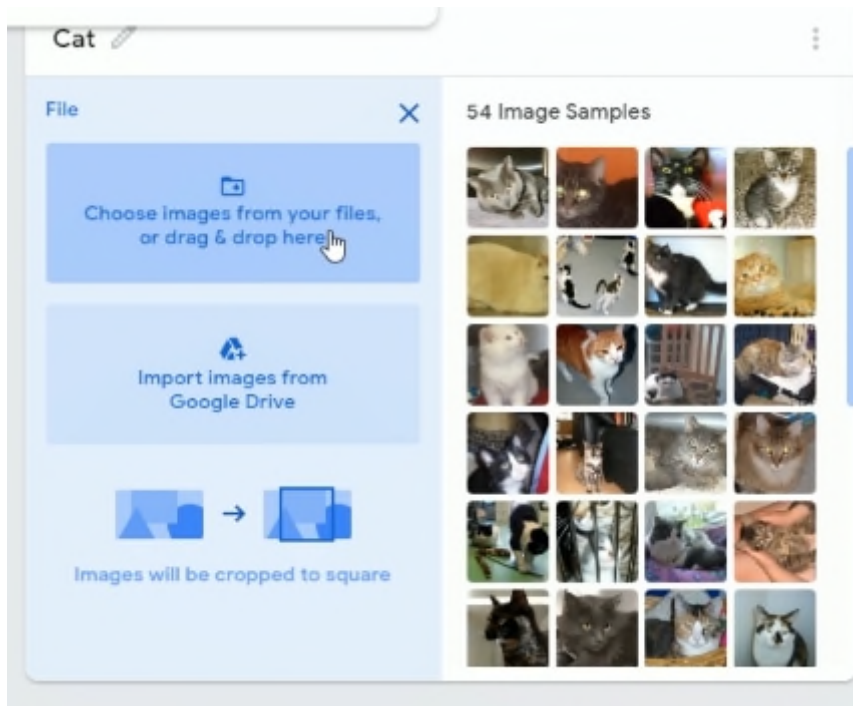 Cat
File
54 Image Samples
Choose images from your files,
or drag & drop here
Import images from
Google Drive
Images will be cropped to square